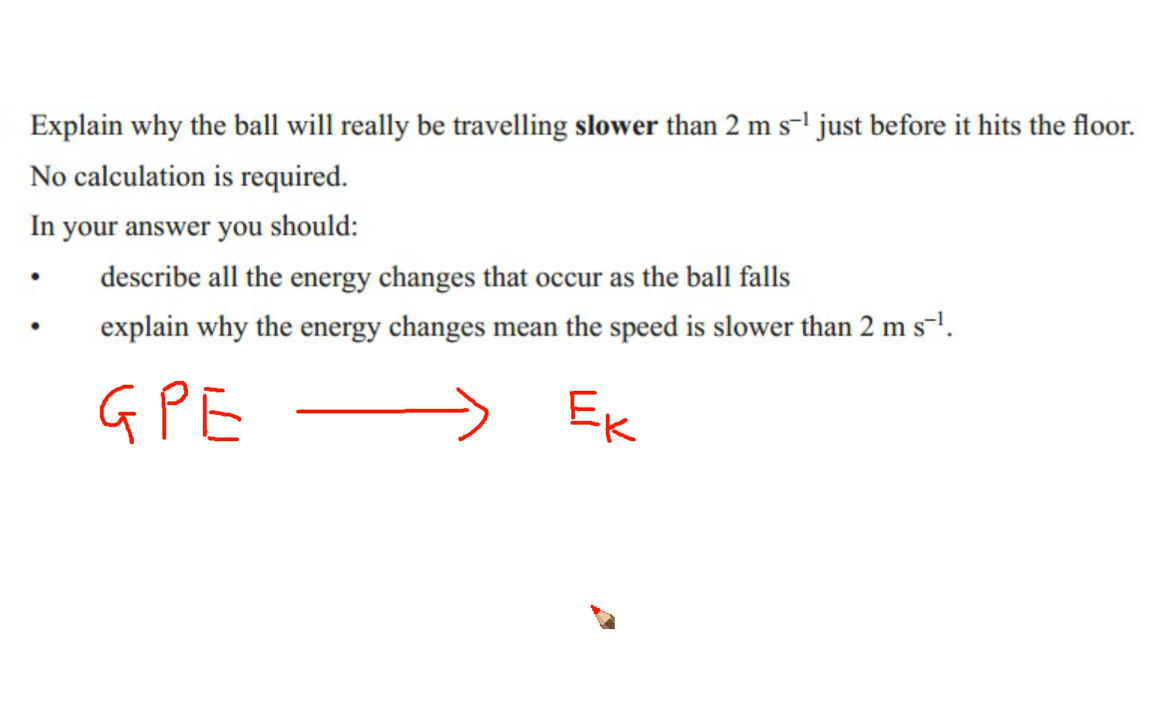 Explain why the ball will really be travelling slower than 2 m s⁻¹ just before it hits the floor.
No calculation is required.
In your answer you should:
• describe all the energy changes that occur as the ball falls
• explain why the energy changes mean the speed is slower than 2 m s⁻¹.
GPE → Eₖ